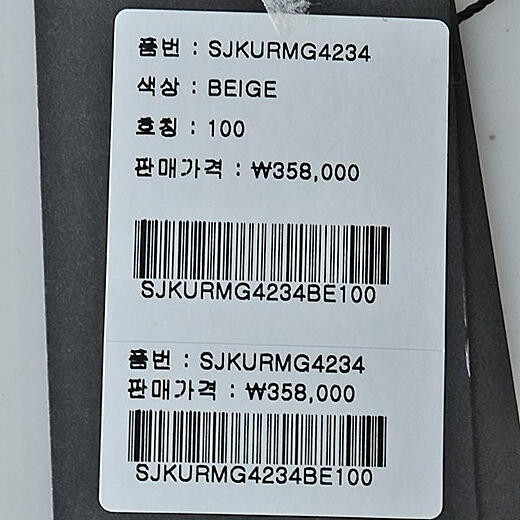 품번 : SJKURMG4234
색상 : BEIGE
호칭 : 100
판매가격 : ₩358,000
SJKURMG4234BE100
품번 : SJKURMG4234
판매가격 : ₩358,000
SJKURMG4234BE100